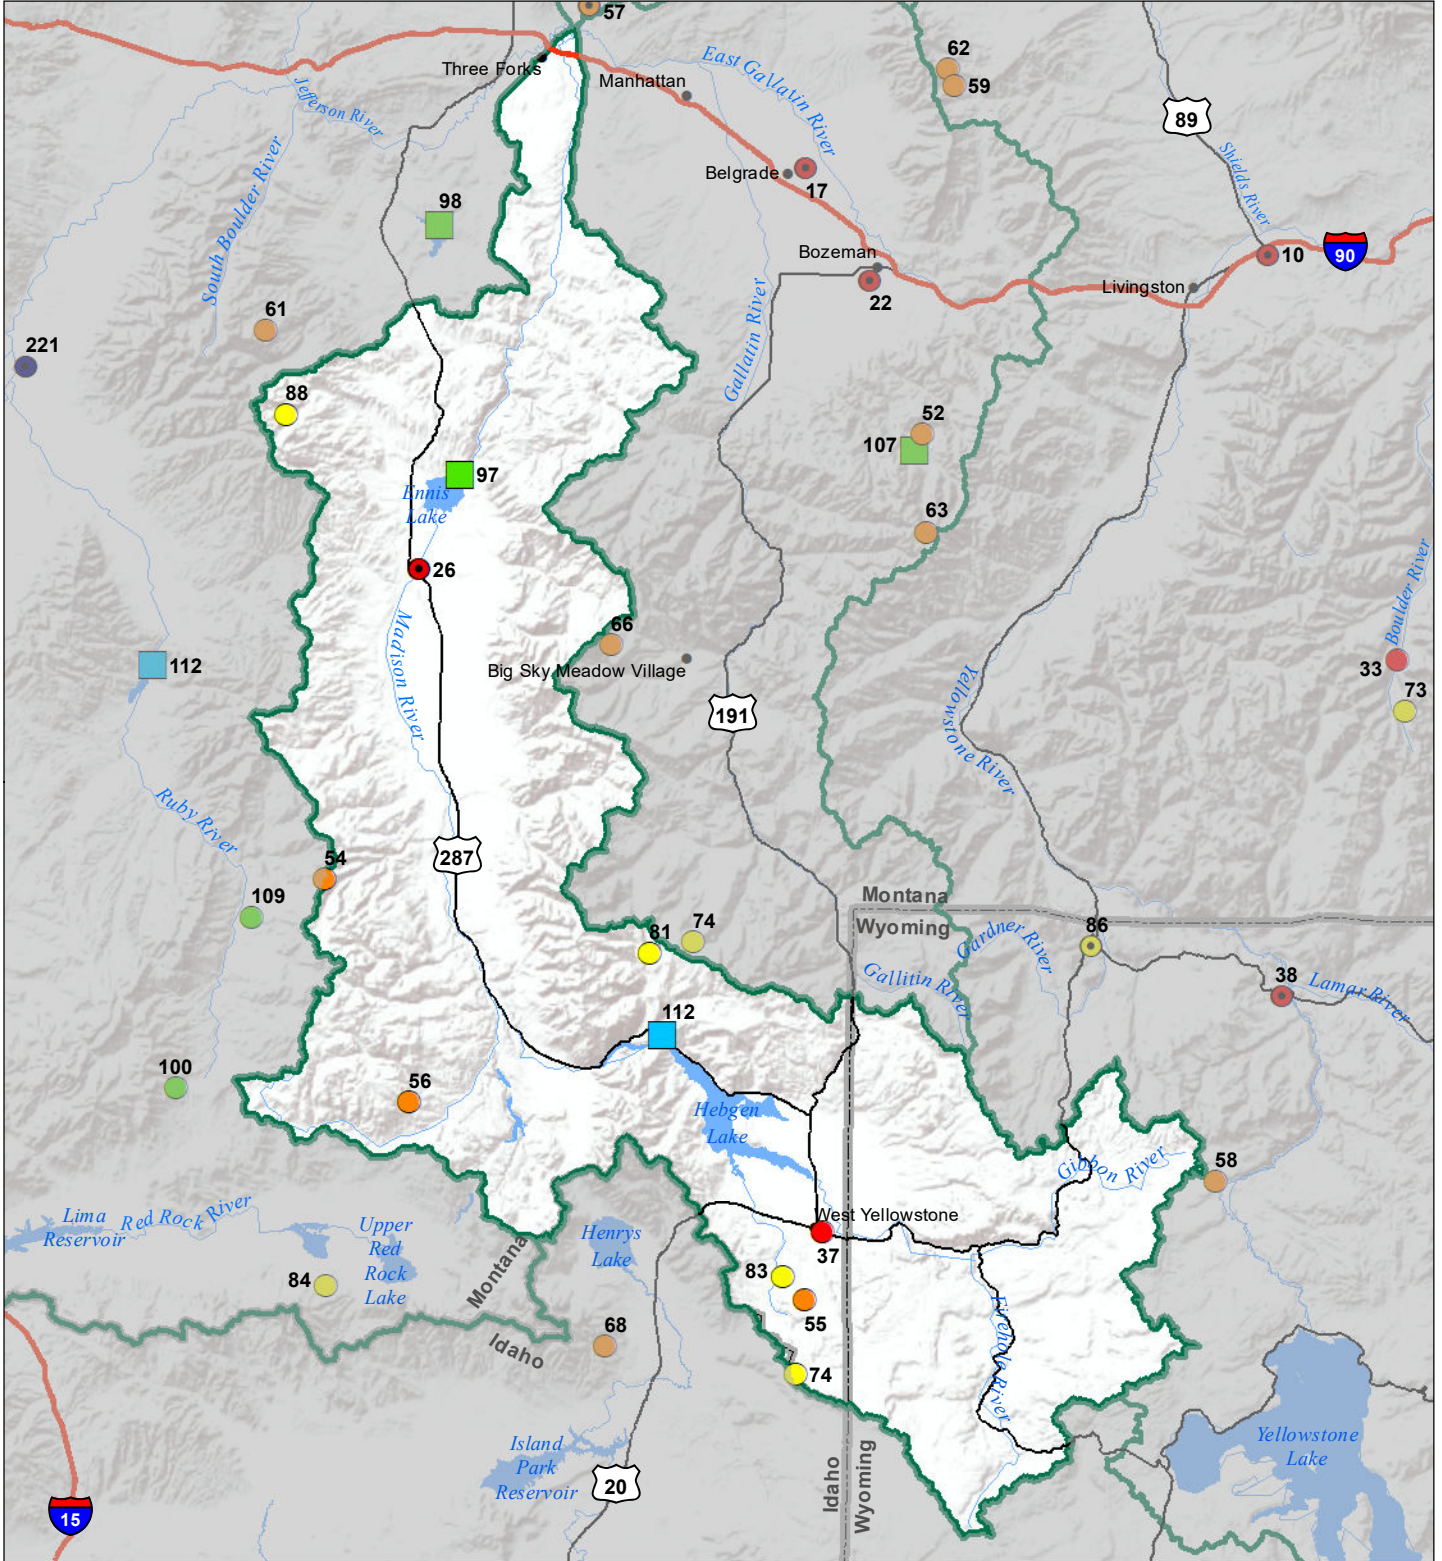 57
Three Forks
Manhattan
East Gallatin River
62
59
89
Jefferson River
South Boulder River
Belgrade
17
Shields River
98
Bozeman
22
Livingston
10
90
61
221
Gallatin River
88
52
107
97
Ennis
Lake
63
26
Madison River
66
Big Sky Meadow Village
Boulder River
33
73
112
191
Yellowstone River
Ruby River
287
54
109
Montana
Wyoming
81
74
Gardner River
86
Gallitin River
38
Lamar River
112
100
56
Hebgen
Lake
Gibbon River
58
Lima
Reservoir
Red Rock River
Upper
Red
Rock
Lake
Henrys
Lake
West Yellowstone
37
Montana
Idaho
84
83
55
68
74
Firehole River
Island
Park
Reservoir
20
Idaho
Wyoming
Yellowstone
Lake
15